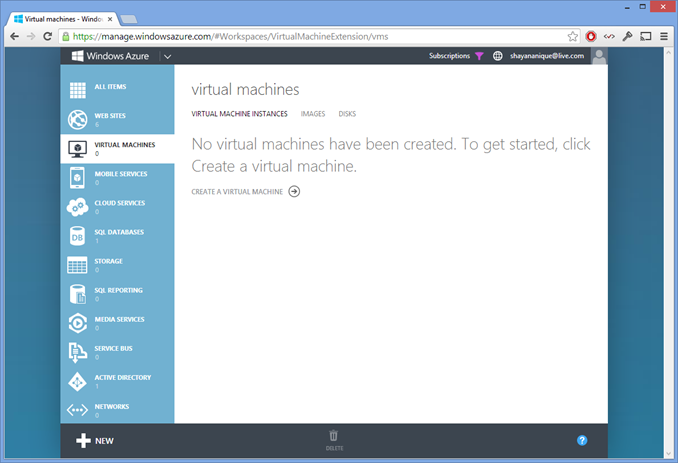 Virtual machines - Windo
https://manage.windowsazure.com/#Workspaces/VirtualMachineExtension/vms
Windows Azure
Subscriptions
shayananique@live.com
ALL ITEMS
WEB SITES
6
VIRTUAL MACHINES
0
MOBILE SERVICES
0
CLOUD SERVICES
0
SQL DATABASES
1
DB
STORAGE
0
SQL REPORTING
0
MEDIA SERVICES
0
SERVICE BUS
0
ACTIVE DIRECTORY
1
NETWORKS
0
virtual machines
VIRTUAL MACHINE INSTANCES IMAGES DISKS
No virtual machines have been created. To get started, click
Create a virtual machine.
CREATE A VIRTUAL MACHINE
NEW
DELETE
?